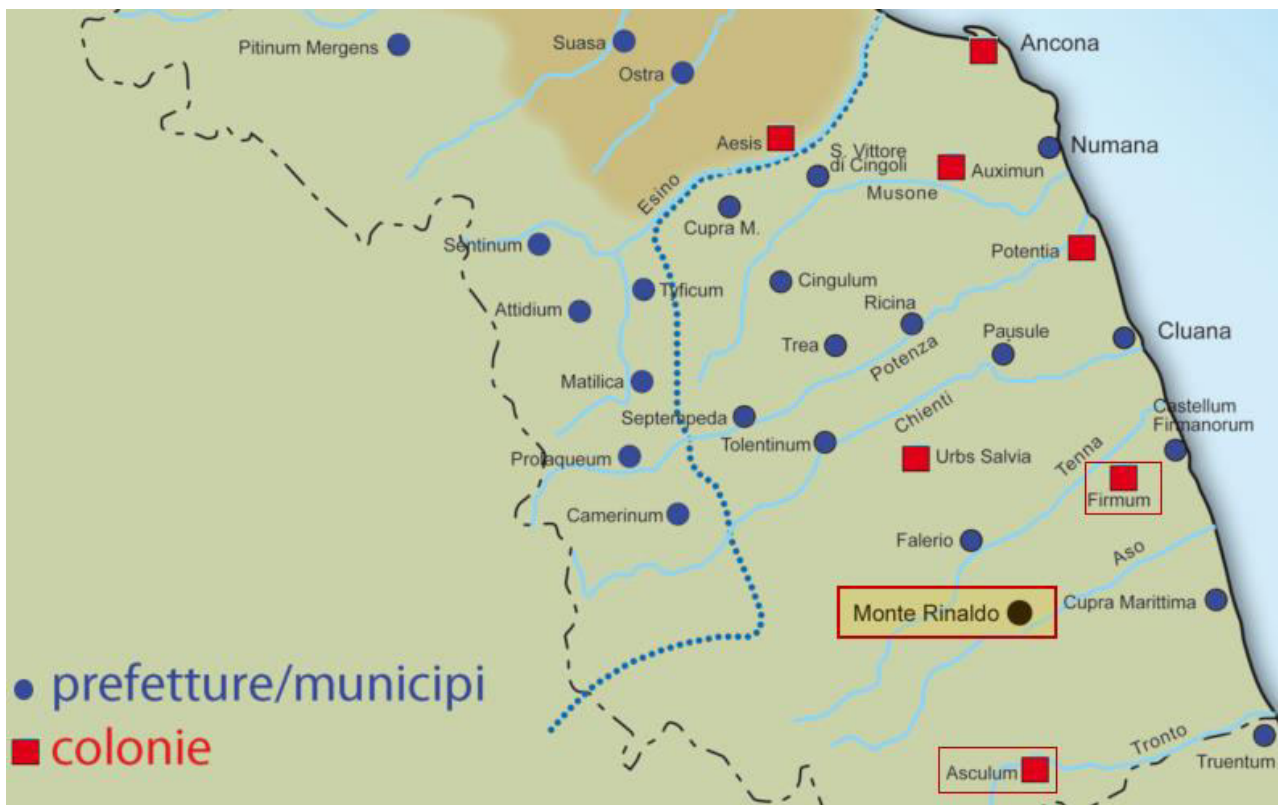 Pitinum Mergens
Suasa
Ostra
Ancona
Aesis
S. Vittore
di Cingoli
Numana
Auximun
Musone
Esino
Cupra M.
Sentinum
Potentia
Tyficum
Cingulum
Attidium
Ricina
Trea
Potenza
Pausule
Cluana
Matilica
Septempeda
Chienti
Castellum
Firmanorum
Tolentinum
Prolaqueum
Urbs Salvia
Tenna
Firmum
Camerinum
Falerio
Aso
Monte Rinaldo
Cupra Marittima
prefetture/municipi
colonie
Tronto
Truentum
Asculum